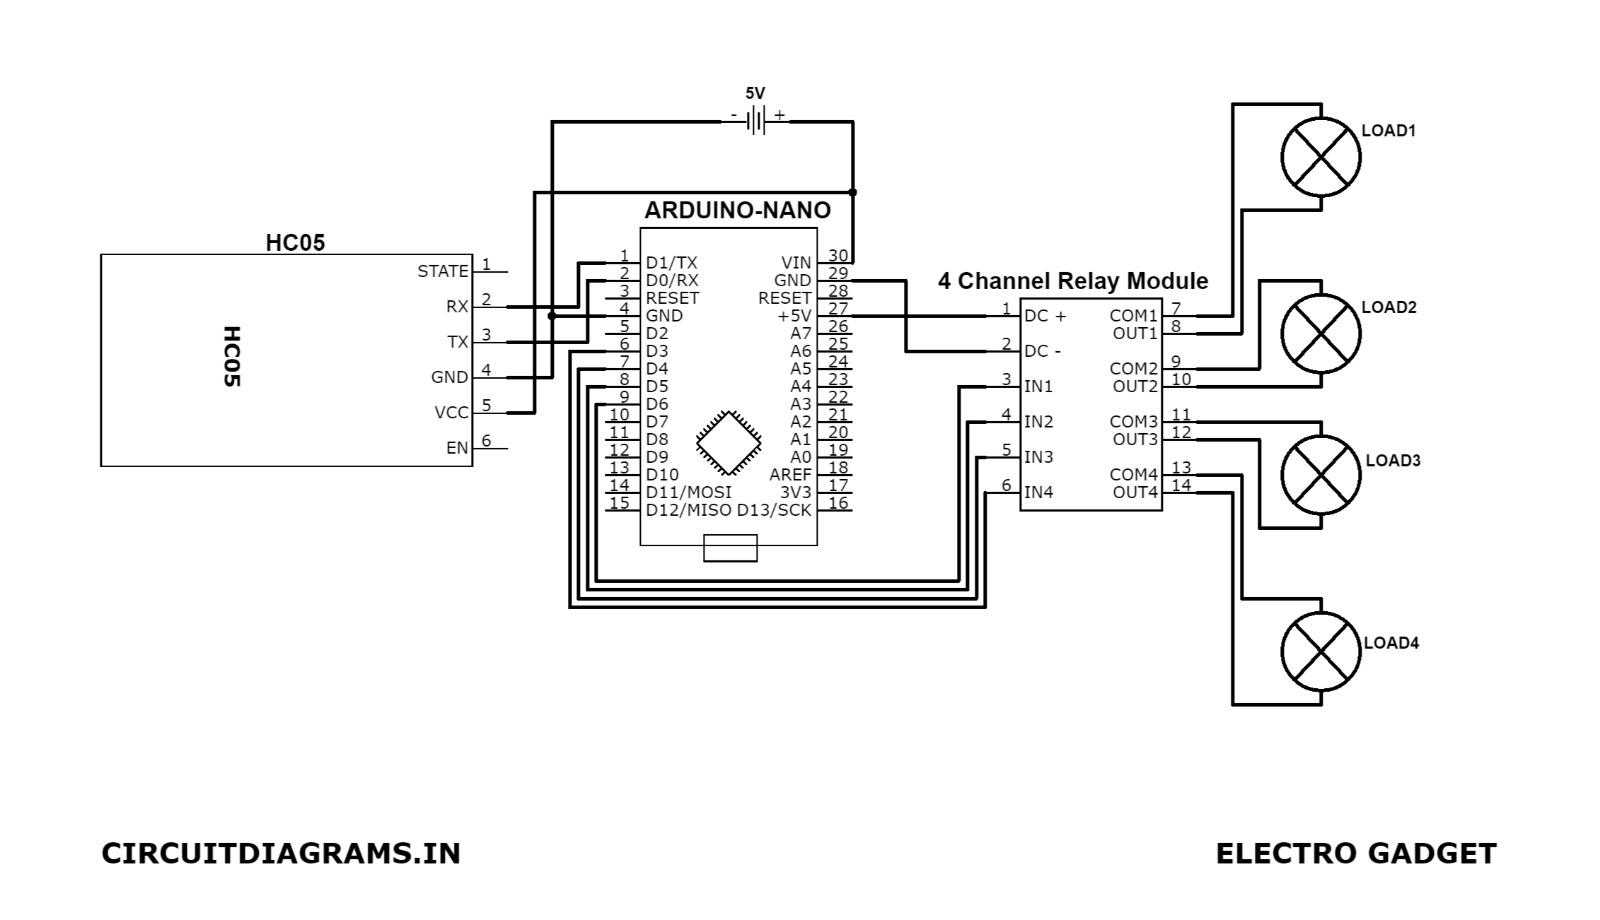 5V
- +
ARDUINO-NANO
HC05
HC05
STATE 1
RX 2
TX 3
GND 4
VCC 5
EN 6
1 D1/TX VIN 30
2 D0/RX GND 29
3 RESET RESET 28
4 GND +5V 27
5 D2 A7 26
6 D3 A6 25
7 D4 A5 24
8 D5 A4 23
9 D6 A3 22
10 D7 A2 21
11 D8 A1 20
12 D9 A0 19
13 D10 AREF 18
14 D11/MOSI 3V3 17
15 D12/MISO D13/SCK 16
4 Channel Relay Module
1 DC + COM1 7
OUT1 8
2 DC -
COM2 9
3 IN1 OUT2 10
4 IN2 COM3 11
OUT3 12
5 IN3
COM4 13
6 IN4 OUT4 14
LOAD1
LOAD2
LOAD3
LOAD4
CIRCUITDIAGRAMS.IN
ELECTRO GADGET